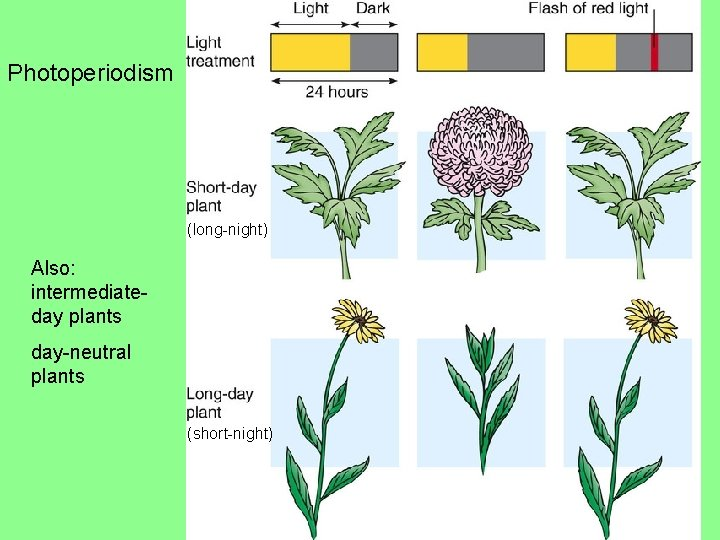 Photoperiodism
Light Dark
Flash of red light
Light
treatment
24 hours
Short-day
plant
(long-night)
Also:
intermediate-
day plants
day-neutral
plants
Long-day
plant
(short-night)